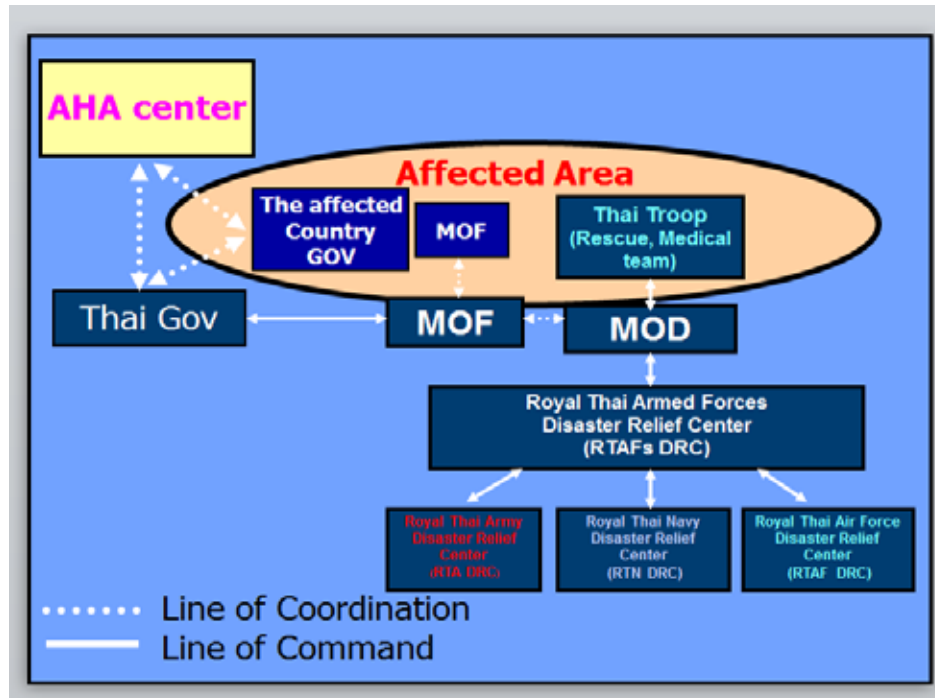 AHA center
Affected Area
The affected
Country
GOV
MOF
Thai Troop
(Rescue, Medical
team)
Thai Gov
MOF
MOD
Royal Thai Armed Forces
Disaster Relief Center
(RTAFs DRC)
Royal Thai Army
Disaster Relief
Center
(RTA DRC)
Royal Thai Navy
Disaster Relief
Center
(RTN DRC)
Royal Thai Air Force
Disaster Relief
Center
(RTAF DRC)
Line of Coordination
Line of Command